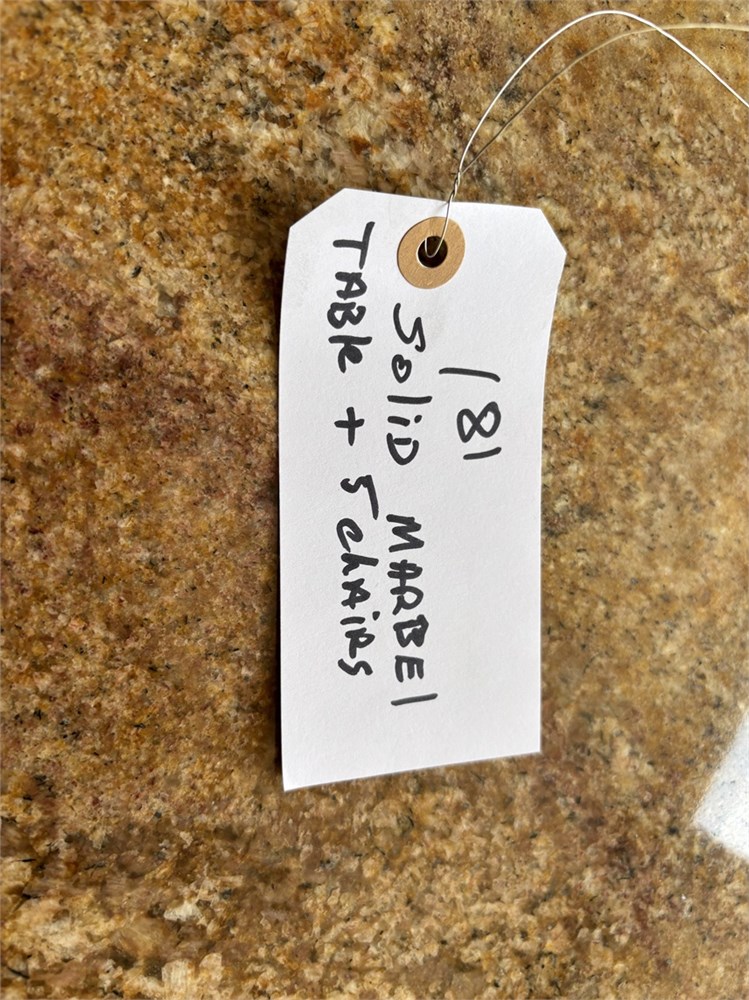 181
SoliD MARBEl
TABle + 5 chAiRs